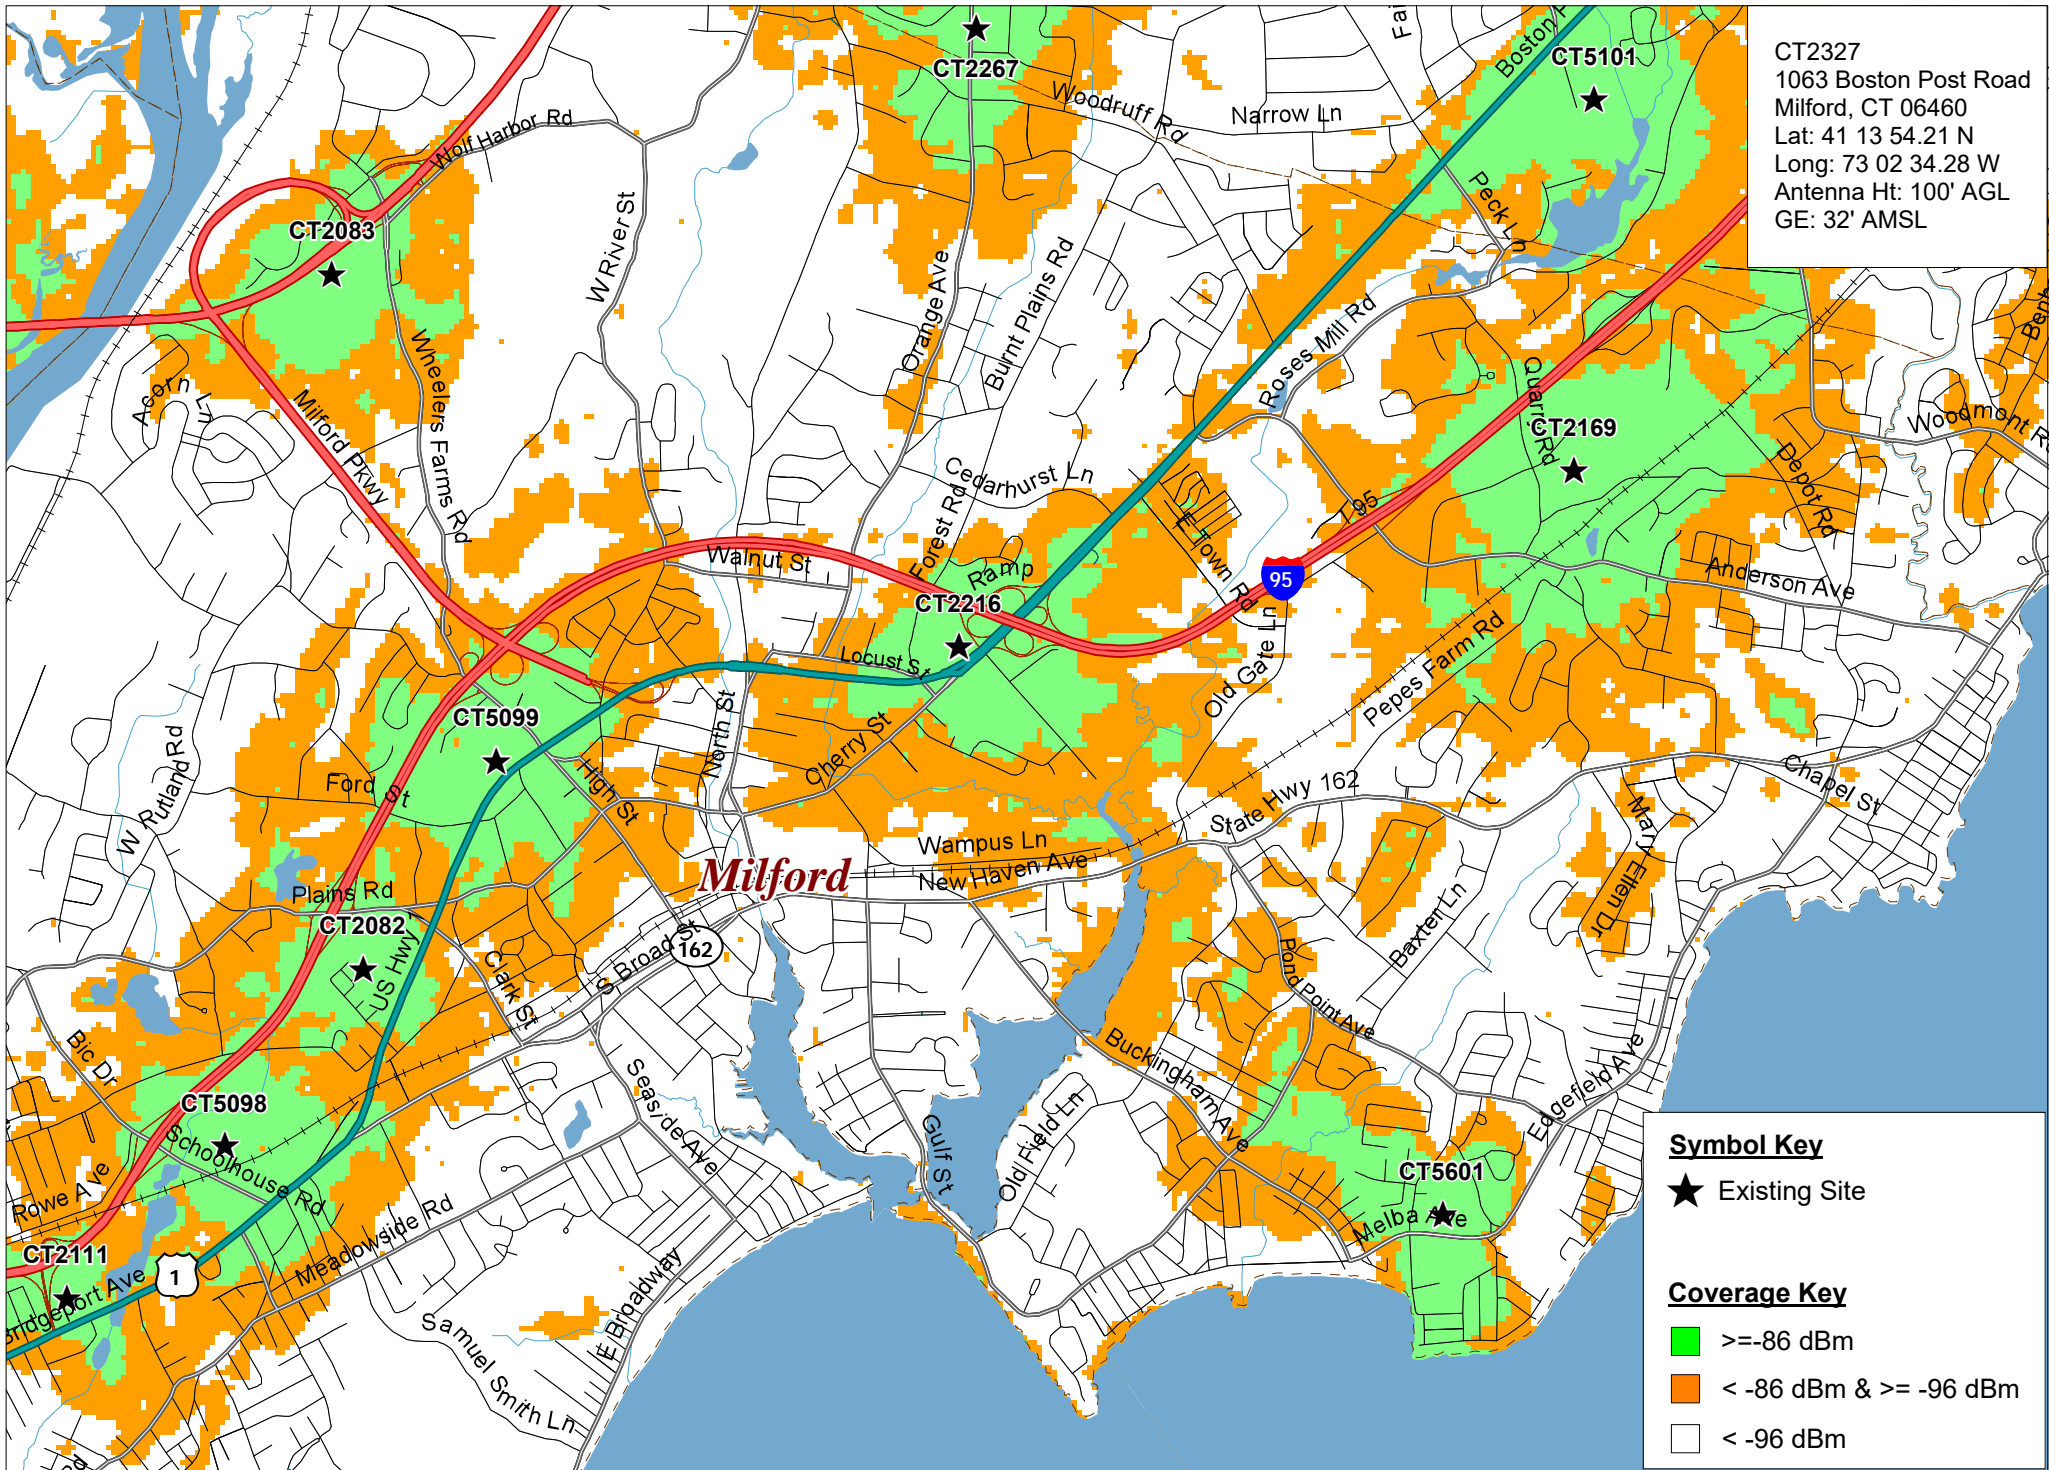 CT2327
1063 Boston Post Road
Milford, CT 06460
Lat: 41 13 54.21 N
Long: 73 02 34.28 W
Antenna Ht: 100' AGL
GE: 32' AMSL
CT2267
CT5101
Woodruff Rd
Narrow Ln
Wolf Harbor Rd
Peck Ln
CT2083
W River St
Orange Ave
Burnt Plains Rd
Roses Mill Rd
Wheelers Farms Rd
Acorn Ln
Milford Pkwy
Quarry Rd
CT2169
Woodmont
Depot Rd
Cedarhurst Ln
Forest Rd
I 95
95
E Town Rd
Walnut St
Ramp
CT2216
Anderson Ave
Pepes Farm Rd
Old Gate Ln
Locust St
CT5099
North St
Cherry St
W Rutland Rd
Ford St
High St
State Hwy 162
Chapel St
Mary Ellen Dr
Wampus Ln
New Haven Ave
Milford
Plains Rd
CT2082
US Hwy
Clark St
S Broad St
162
Baxter Ln
Pond Point Ave
Bic Dr
CT5098
Schoolhouse Rd
Seaside Ave
Gulf St
Old Field Ln
Buckingham Ave
Edgefield Ave
CT5601
Melba Ave
Rowe Ave
CT2111
Bridgeport Ave
1
Meadowside Rd
Samuel Smith Ln
E Broadway
Symbol Key
Existing Site
Coverage Key
>=-86 dBm
< -86 dBm & >= -96 dBm
< -96 dBm